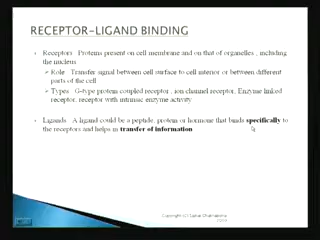 RECEPTOR-LIGAND BINDING
Receptors Proteins present on cell membrane and on that of organelles , including
the nucleus
Role Transfer signal between cell surface to cell interior or between different
parts of the cell
Types G-type protein coupled receptor , ion channel receptor, Enzyme linked
receptor, receptor with intrinsic enzyme activity
Ligands A ligand could be a peptide, protein or hormone that binds specifically to
the receptors and helps in transfer of information
Copyright (C)